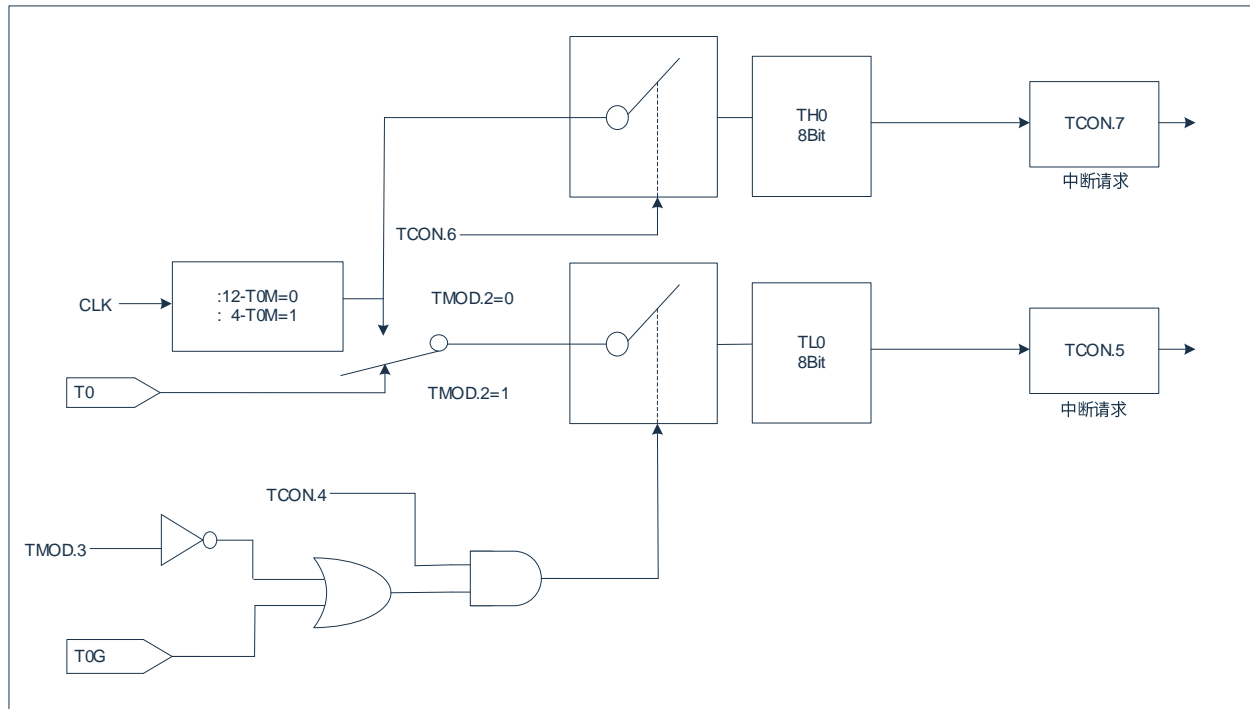 TH0
8Bit
TCON.7
中断请求
TCON.6
CLK
:12-T0M=0
: 4-T0M=1
TMOD.2=0
TL0
8Bit
TCON.5
中断请求
T0
TMOD.2=1
TCON.4
TMOD.3
T0G